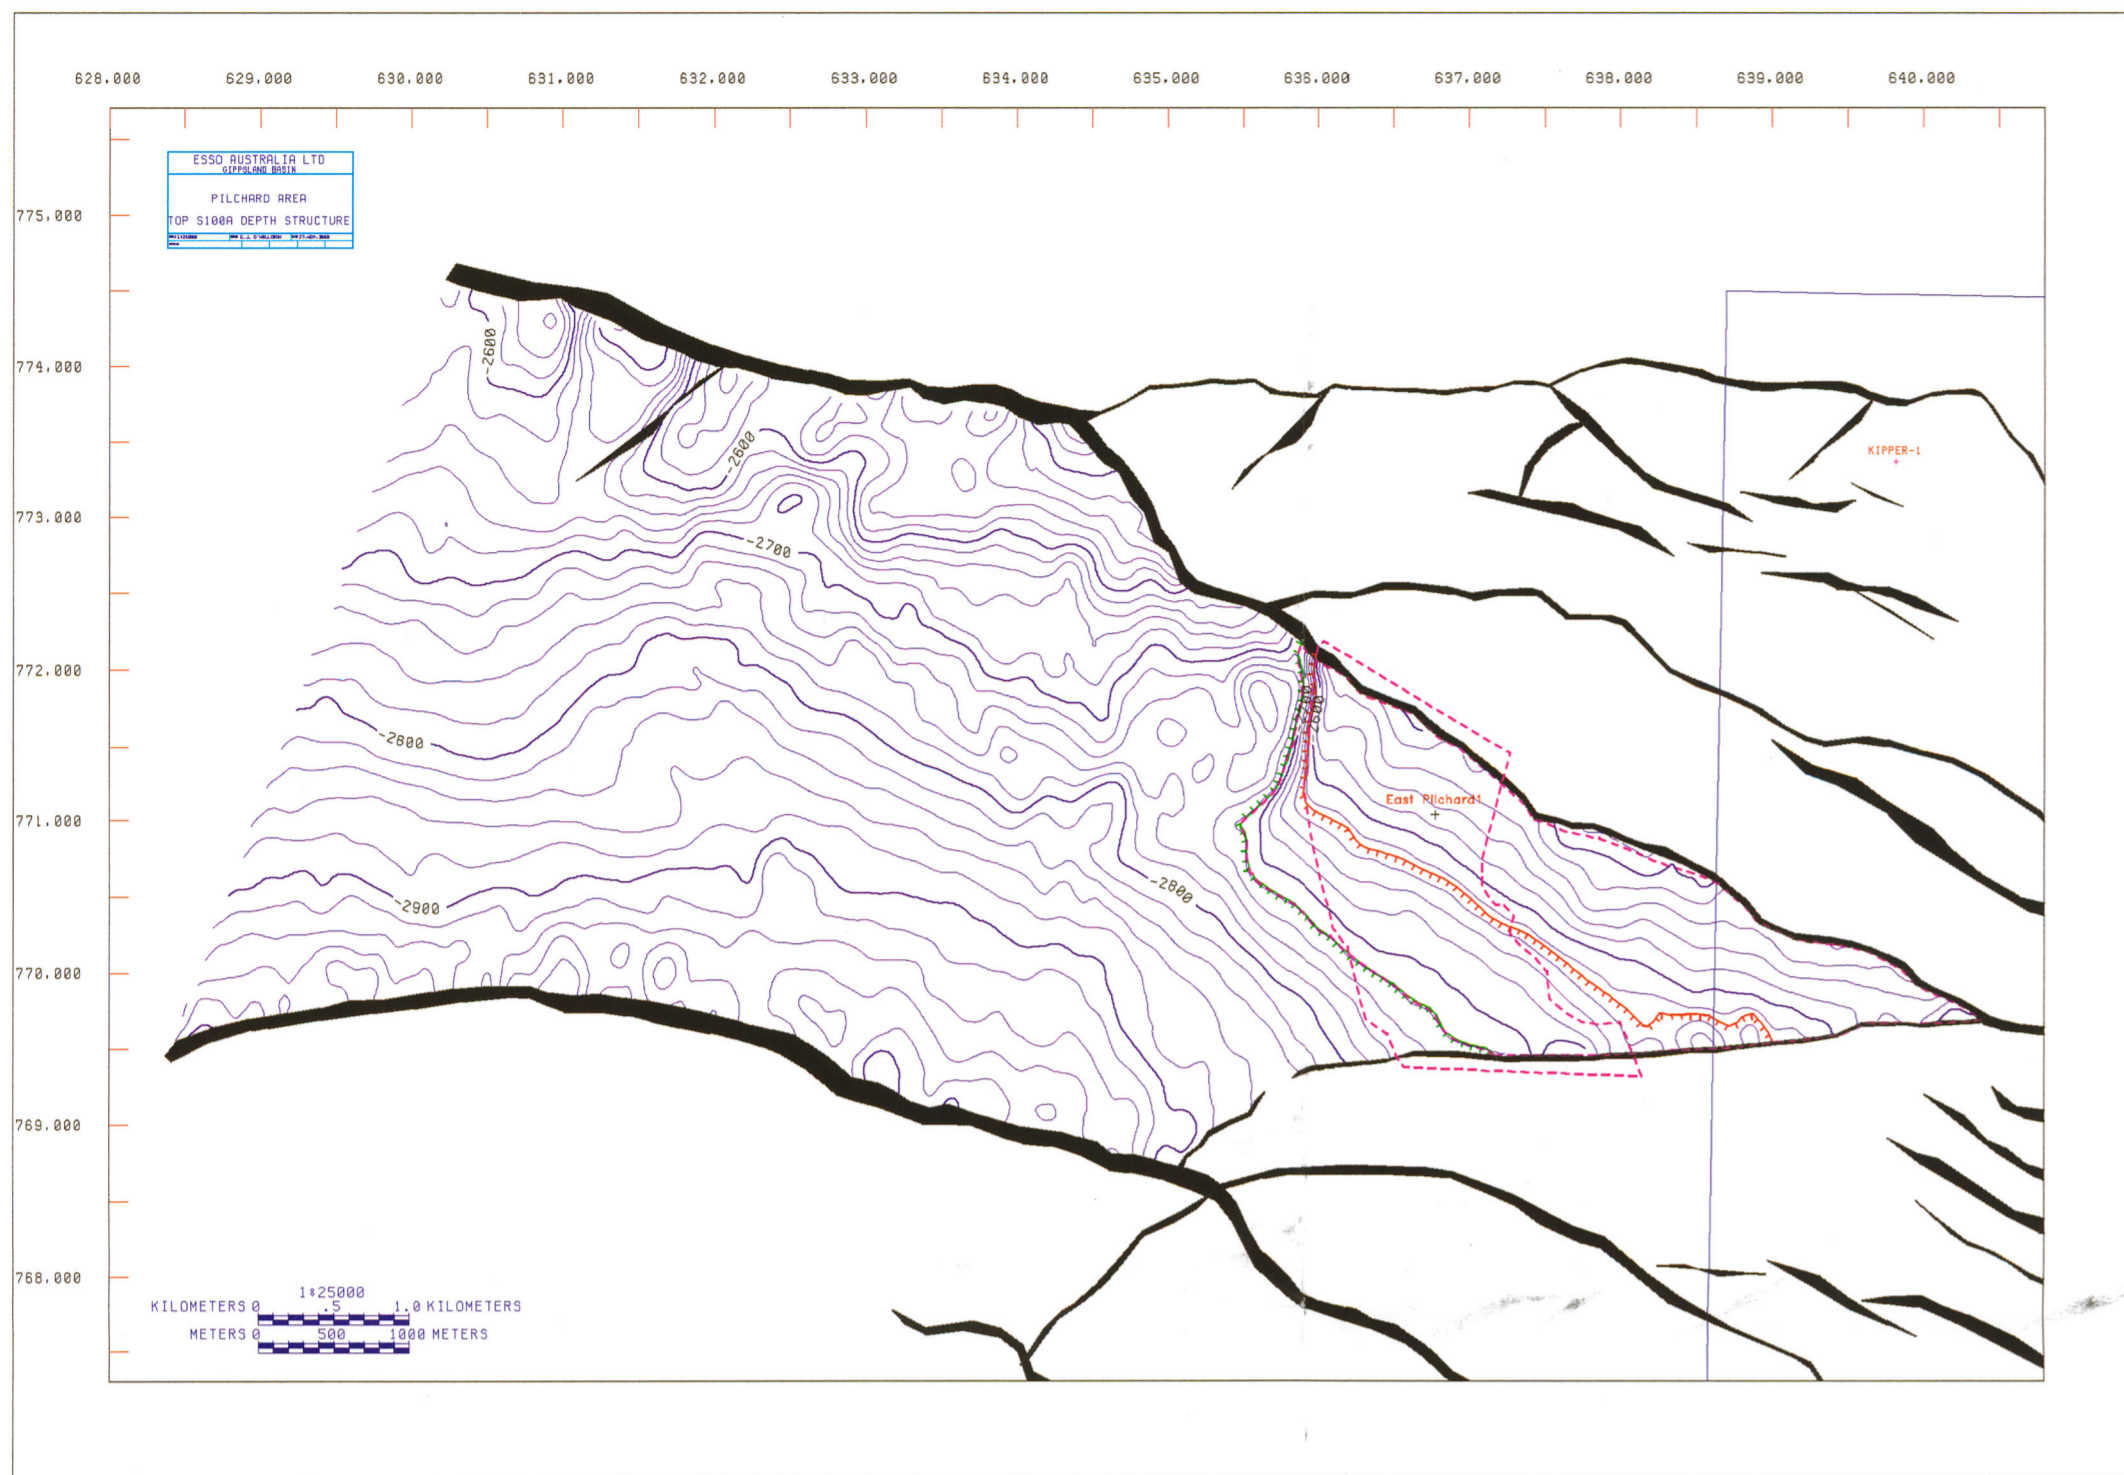 628.000 629.000 630.000 631.000 632.000 633.000 634.000 635.000 636.000 637.000 638.000 639.000 640.000
ESSO AUSTRALIA LTD
GIPPSLAND BASIN
PILCHARD AREA
TOP S100A DEPTH STRUCTURE
775.000
774.000
773.000
772.000
771.000
770.000
769.000
768.000
-2600
-2600
KIPPER-1
-2700
-2600
-2800
East Pilchard1
-2800
-2900
1:25000
KILOMETERS 0 .5 1.0 KILOMETERS
METERS 0 500 1000 METERS